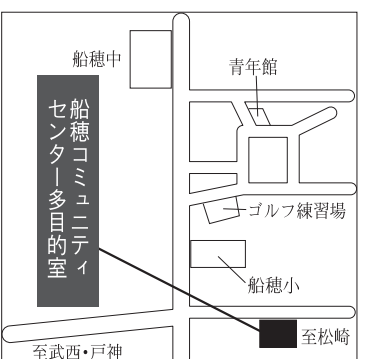 船穂中
青年館
船穂コミュニティ
センター多目的室
ゴルフ練習場
船穂小
至松崎
至武西・戸神